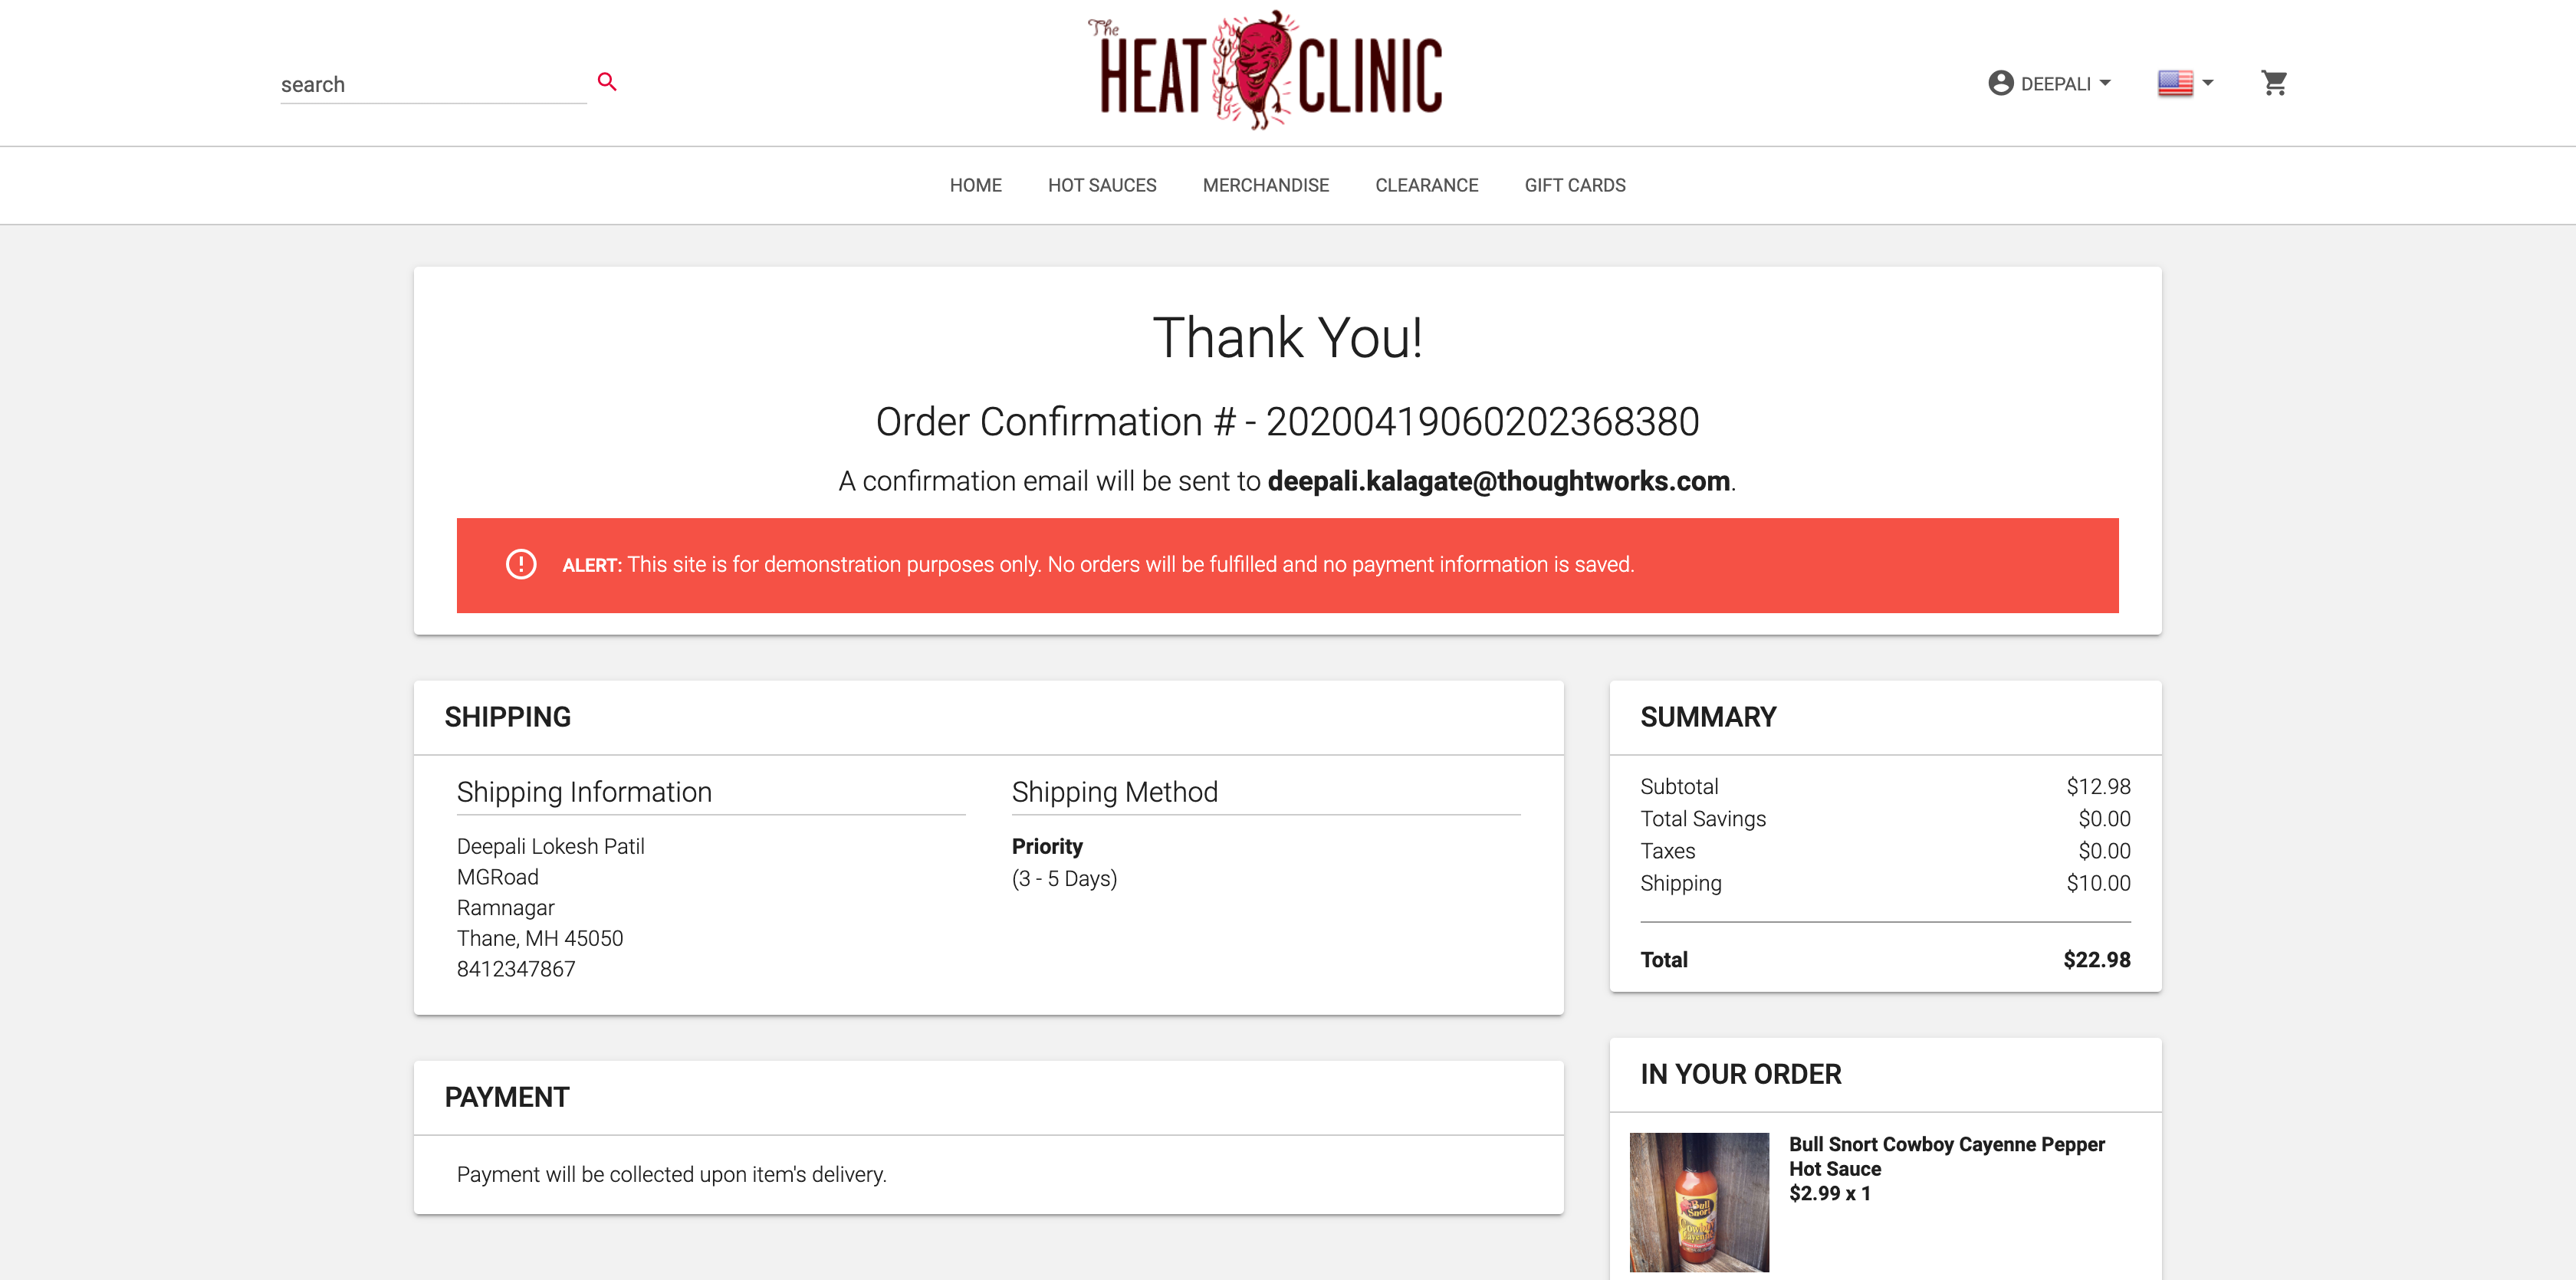 The
HEAT CLINIC
search
DEEPALI
HOME HOT SAUCES MERCHANDISE CLEARANCE GIFT CARDS
Thank You!
Order Confirmation # - 20200419060202368380
A confirmation email will be sent to deepali.kalagate@thoughtworks.com.
ALERT: This site is for demonstration purposes only. No orders will be fulfilled and no payment information is saved.
SHIPPING
Shipping Information
Deepali Lokesh Patil
MGRoad
Ramnagar
Thane, MH 45050
8412347867
Shipping Method
Priority
(3 - 5 Days)
PAYMENT
Payment will be collected upon item's delivery.
SUMMARY
Subtotal $12.98
Total Savings $0.00
Taxes $0.00
Shipping $10.00
Total $22.98
IN YOUR ORDER
Bull Snort Cowboy Cayenne Pepper
Hot Sauce
$2.99 x 1
Bull
Snort
Cowboy
Cayenne